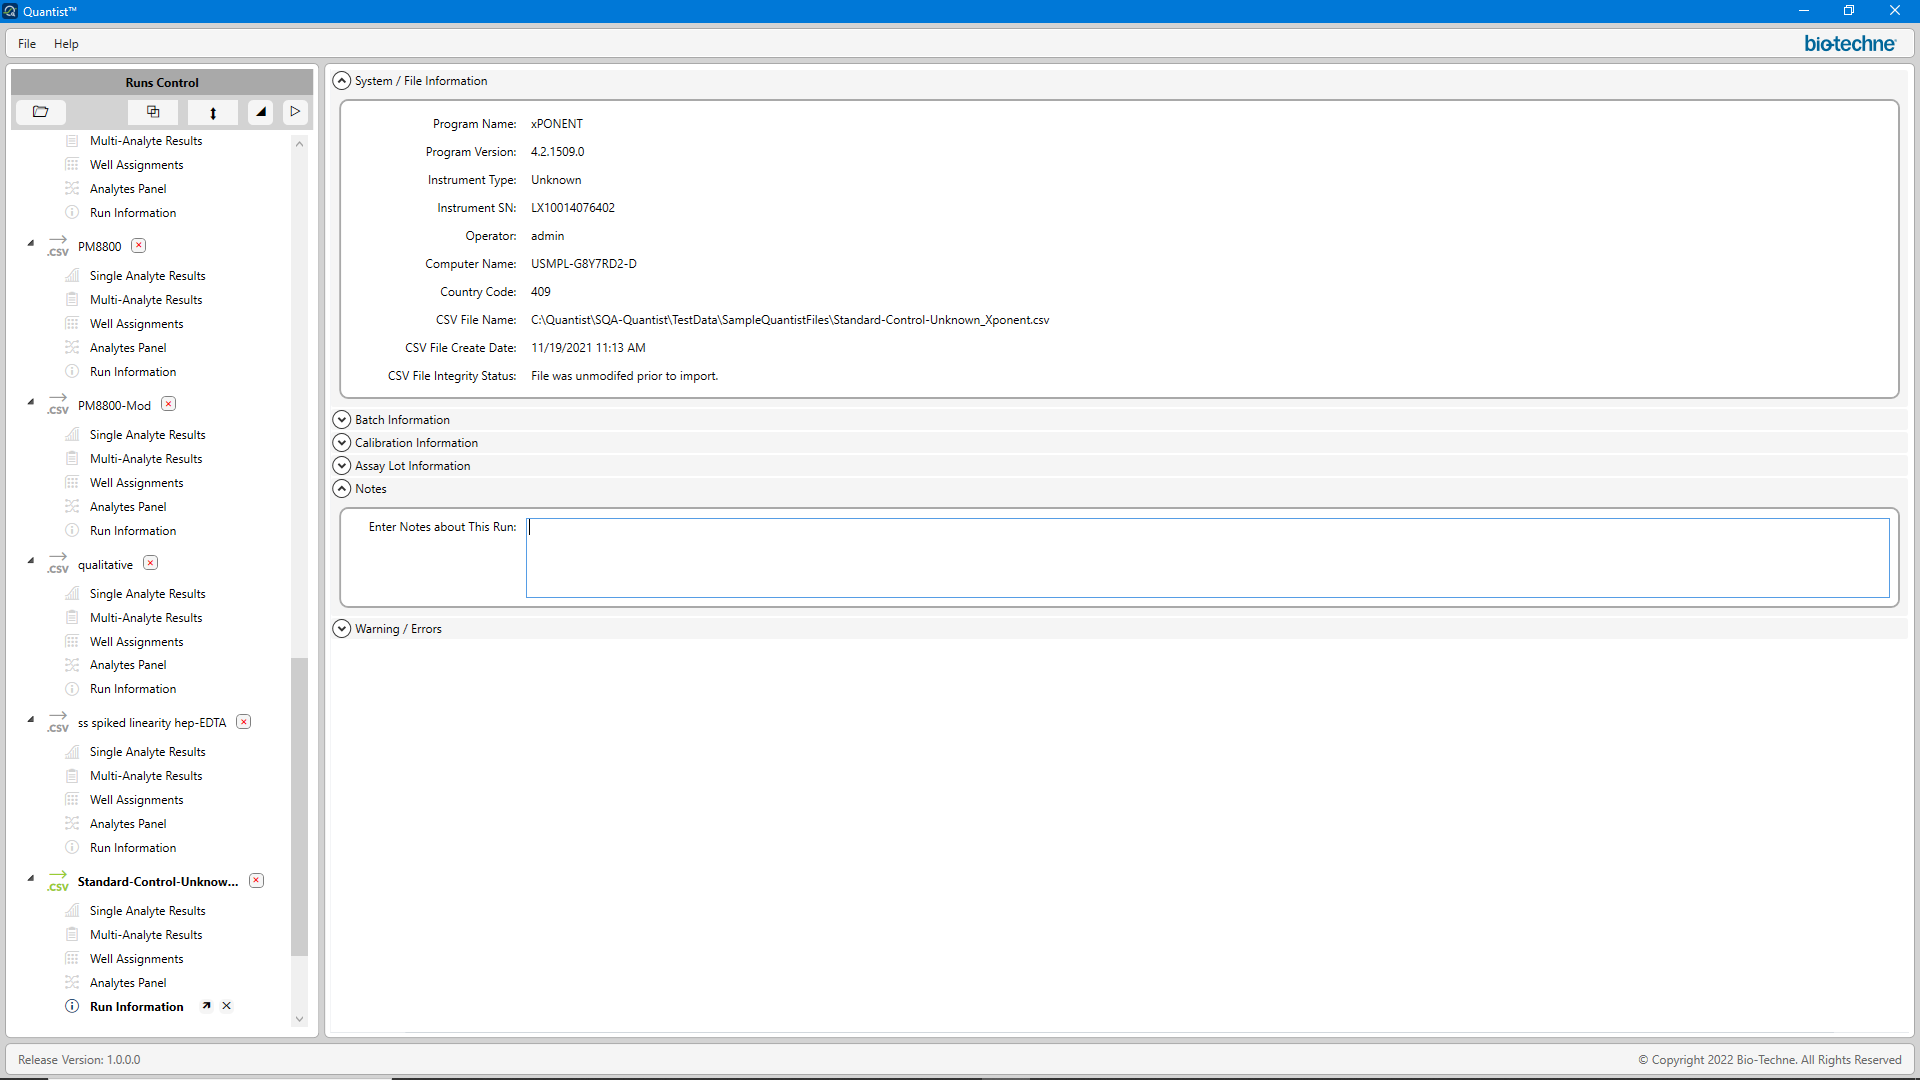 Quantist™
File Help
bio-techne®
Runs Control
Multi-Analyte Results
Well Assignments
Analytes Panel
Run Information
.CSV PM8800
Single Analyte Results
Multi-Analyte Results
Well Assignments
Analytes Panel
Run Information
.CSV PM8800-Mod
Single Analyte Results
Multi-Analyte Results
Well Assignments
Analytes Panel
Run Information
.CSV qualitative
Single Analyte Results
Multi-Analyte Results
Well Assignments
Analytes Panel
Run Information
.CSV ss spiked linearity hep-EDTA
Single Analyte Results
Multi-Analyte Results
Well Assignments
Analytes Panel
Run Information
.CSV Standard-Control-Unknow...
Single Analyte Results
Multi-Analyte Results
Well Assignments
Analytes Panel
Run Information
System / File Information
Program Name: xPONENT
Program Version: 4.2.1509.0
Instrument Type: Unknown
Instrument SN: LX10014076402
Operator: admin
Computer Name: USMPL-G8Y7RD2-D
Country Code: 409
CSV File Name: C:\Quantist\SQA-Quantist\TestData\SampleQuantistFiles\Standard-Control-Unknown_Xponent.csv
CSV File Create Date: 11/19/2021 11:13 AM
CSV File Integrity Status: File was unmodifed prior to import.
Batch Information
Calibration Information
Assay Lot Information
Notes
Enter Notes about This Run:
Warning / Errors
Release Version: 1.0.0.0
© Copyright 2022 Bio-Techne. All Rights Reserved